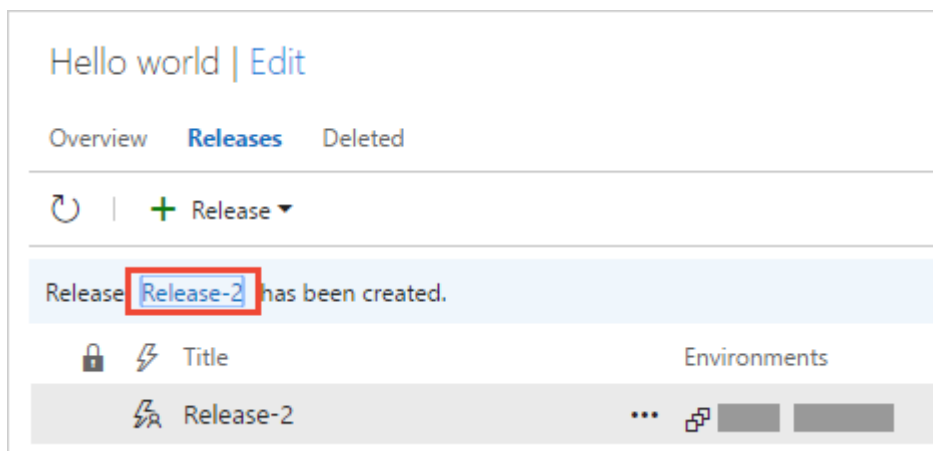 Hello world | Edit
Overview Releases Deleted
Release
Release Release-2 has been created.
Title Environments
Release-2 ...